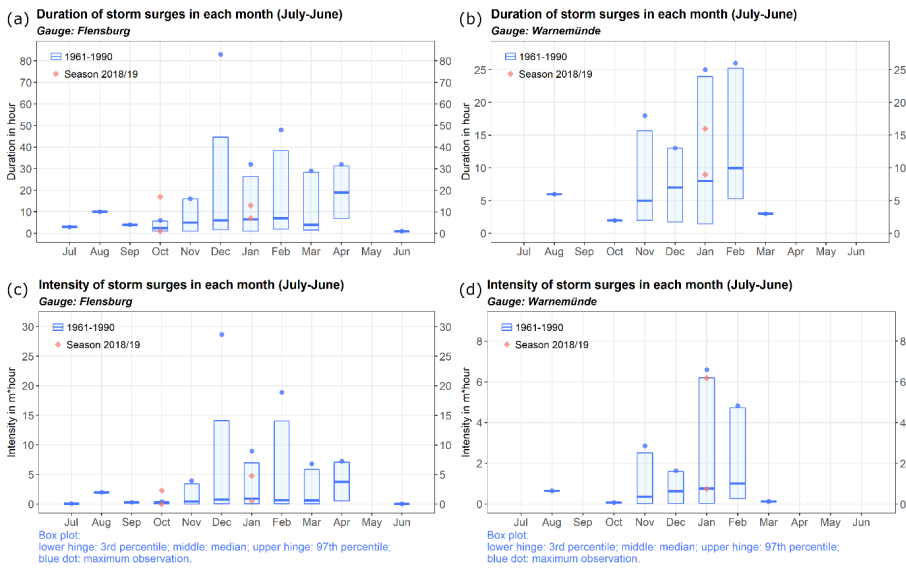 (a) Duration of storm surges in each month (July-June)
Gauge: Flensburg
1961-1990
Season 2018/19
Duration in hour
80
70
60
50
40
30
20
10
0
80
70
60
50
40
30
20
10
0
Jul Aug Sep Oct Nov Dec Jan Feb Mar Apr May Jun
(b) Duration of storm surges in each month (July-June)
Gauge: Warnemünde
1961-1990
Season 2018/19
Duration in hour
25
20
15
10
5
0
25
20
15
10
5
0
Jul Aug Sep Oct Nov Dec Jan Feb Mar Apr May Jun
(c) Intensity of storm surges in each month (July-June)
Gauge: Flensburg
1961-1990
Season 2018/19
Intensity in m*hour
30
25
20
15
10
5
0
30
25
20
15
10
5
0
Jul Aug Sep Oct Nov Dec Jan Feb Mar Apr May Jun
Box plot:
lower hinge: 3rd percentile; middle: median; upper hinge: 97th percentile;
blue dot: maximum observation.
(d) Intensity of storm surges in each month (July-June)
Gauge: Warnemünde
1961-1990
Season 2018/19
Intensity in m*hour
8
6
4
2
0
8
6
4
2
0
Jul Aug Sep Oct Nov Dec Jan Feb Mar Apr May Jun
Box plot:
lower hinge: 3rd percentile; middle: median; upper hinge: 97th percentile;
blue dot: maximum observation.